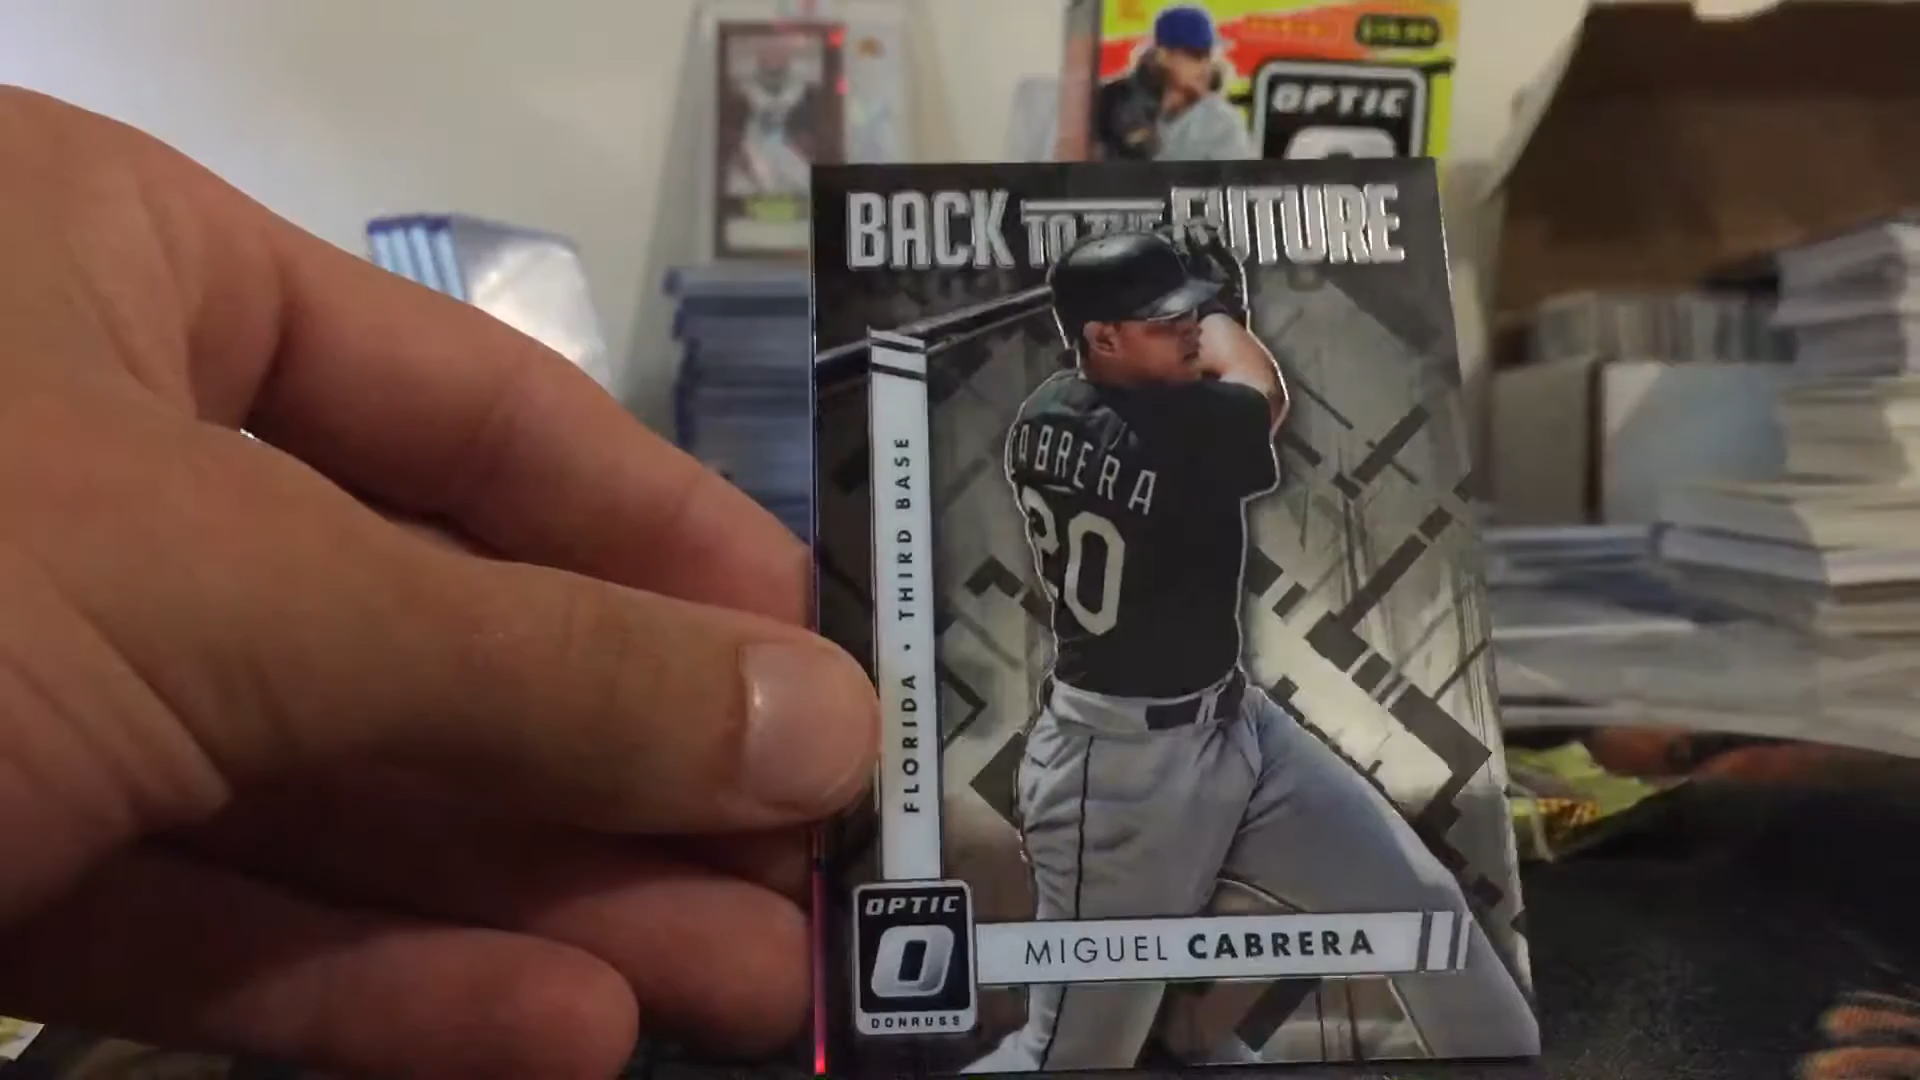 OPTIC
BACK TO THE FUTURE
CABRERA
20
FLORIDA • THIRD BASE
OPTIC
DONRUSS
MIGUEL CABRERA